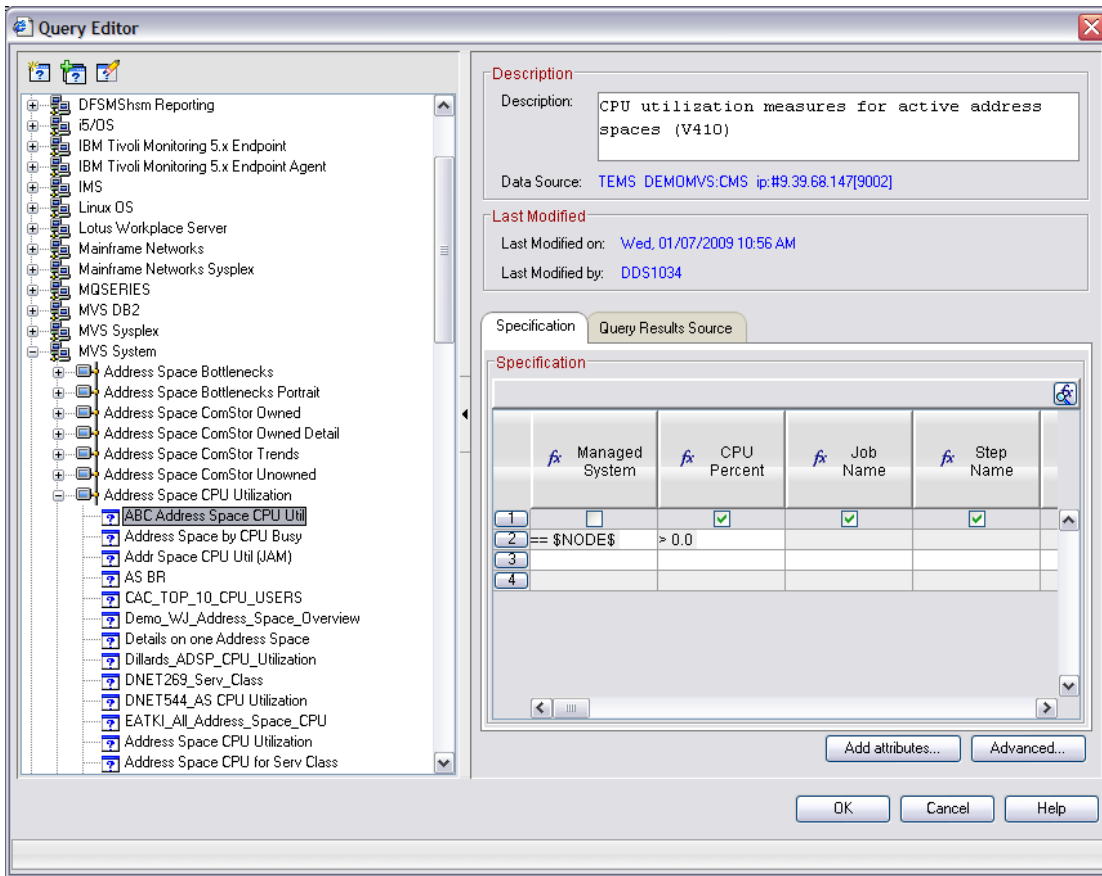 Query Editor
DFSMShsm Reporting
i5/OS
IBM Tivoli Monitoring 5.x Endpoint
IBM Tivoli Monitoring 5.x Endpoint Agent
IMS
Linux OS
Lotus Workplace Server
Mainframe Networks
Mainframe Networks Sysplex
MQSERIES
MVS DB2
MVS Sysplex
MVS System
Address Space Bottlenecks
Address Space Bottlenecks Portrait
Address Space ComStor Owned
Address Space ComStor Owned Detail
Address Space ComStor Trends
Address Space ComStor Unowned
Address Space CPU Utilization
ABC Address Space CPU Util
Address Space by CPU Busy
Addr Space CPU Util (JAM)
AS BR
CAC_TOP_10_CPU_USERS
Demo_WJ_Address_Space_Overview
Details on one Address Space
Dillards_ADSP_CPU_Utilization
DNET269_Serv_Class
DNET544_AS CPU Utilization
EATKI_All_Address_Space_CPU
Address Space CPU Utilization
Address Space CPU for Serv Class
Description
Description: CPU utilization measures for active address
spaces (V410)
Data Source: TEMS DEMOMVS:CMS ip:#9.39.68.147[9002]
Last Modified
Last Modified on: Wed, 01/07/2009 10:56 AM
Last Modified by: DDS1034
Specification Query Results Source
Specification
fx Managed System fx CPU Percent fx Job Name fx Step Name
1
2 == $NODE$ > 0.0
3
4
Add attributes... Advanced...
OK Cancel Help